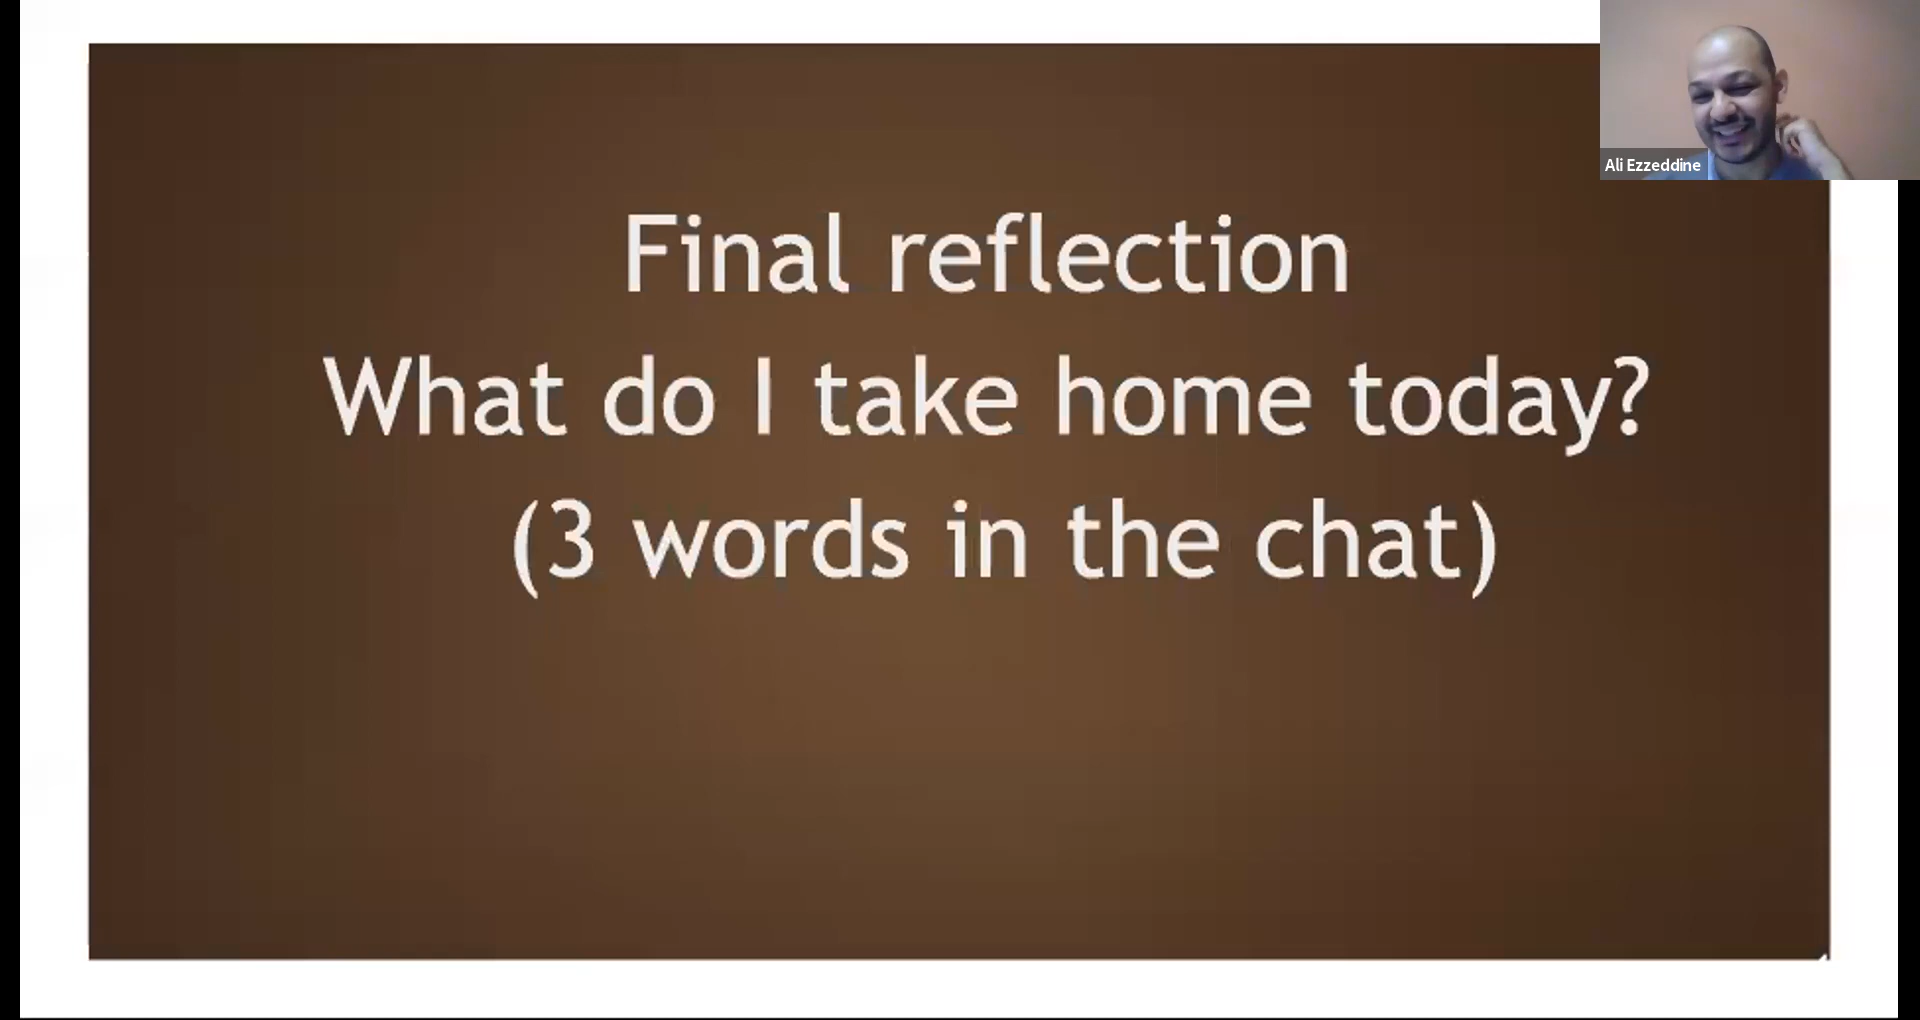 Ali Ezzeddine
Final reflection
What do I take home today?
(3 words in the chat)